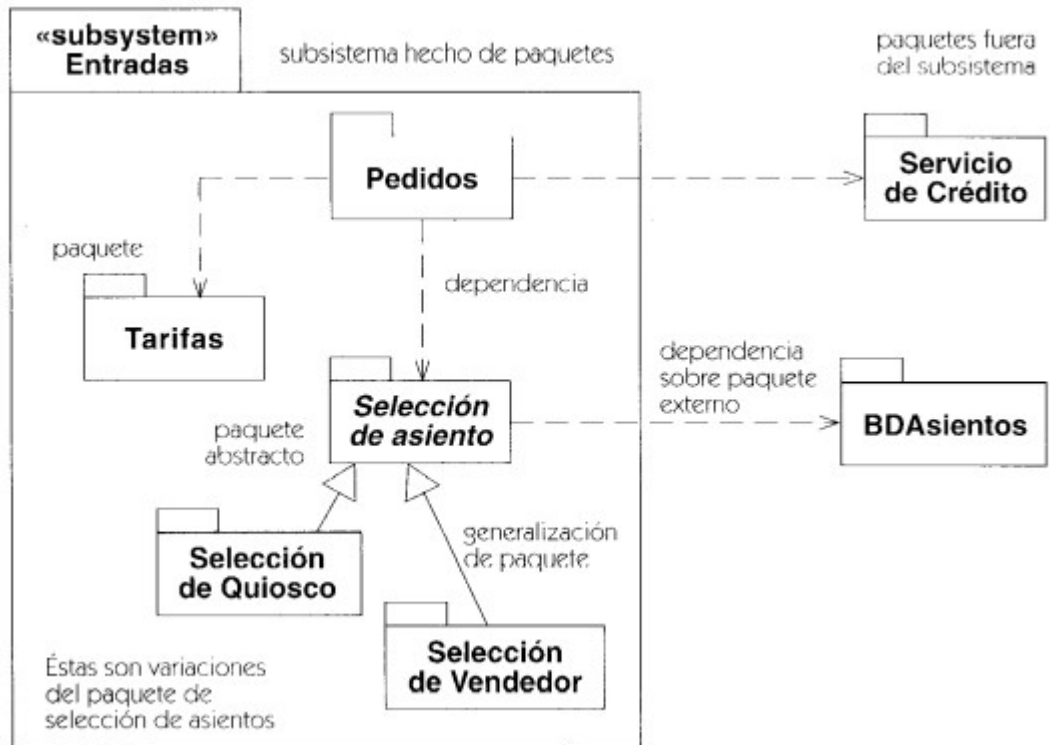 «subsystem»
Entradas
subsistema hecho de paquetes
paquetes fuera
del subsistema
Pedidos
Servicio
de Crédito
paquete
Tarifas
dependencia
dependencia
sobre paquete
externo
Selección
de asiento
BDAsientos
paquete
abstracto
generalización
de paquete
Selección
de Quiosco
Selección
de Vendedor
Éstas son variaciones
del paquete de
selección de asientos